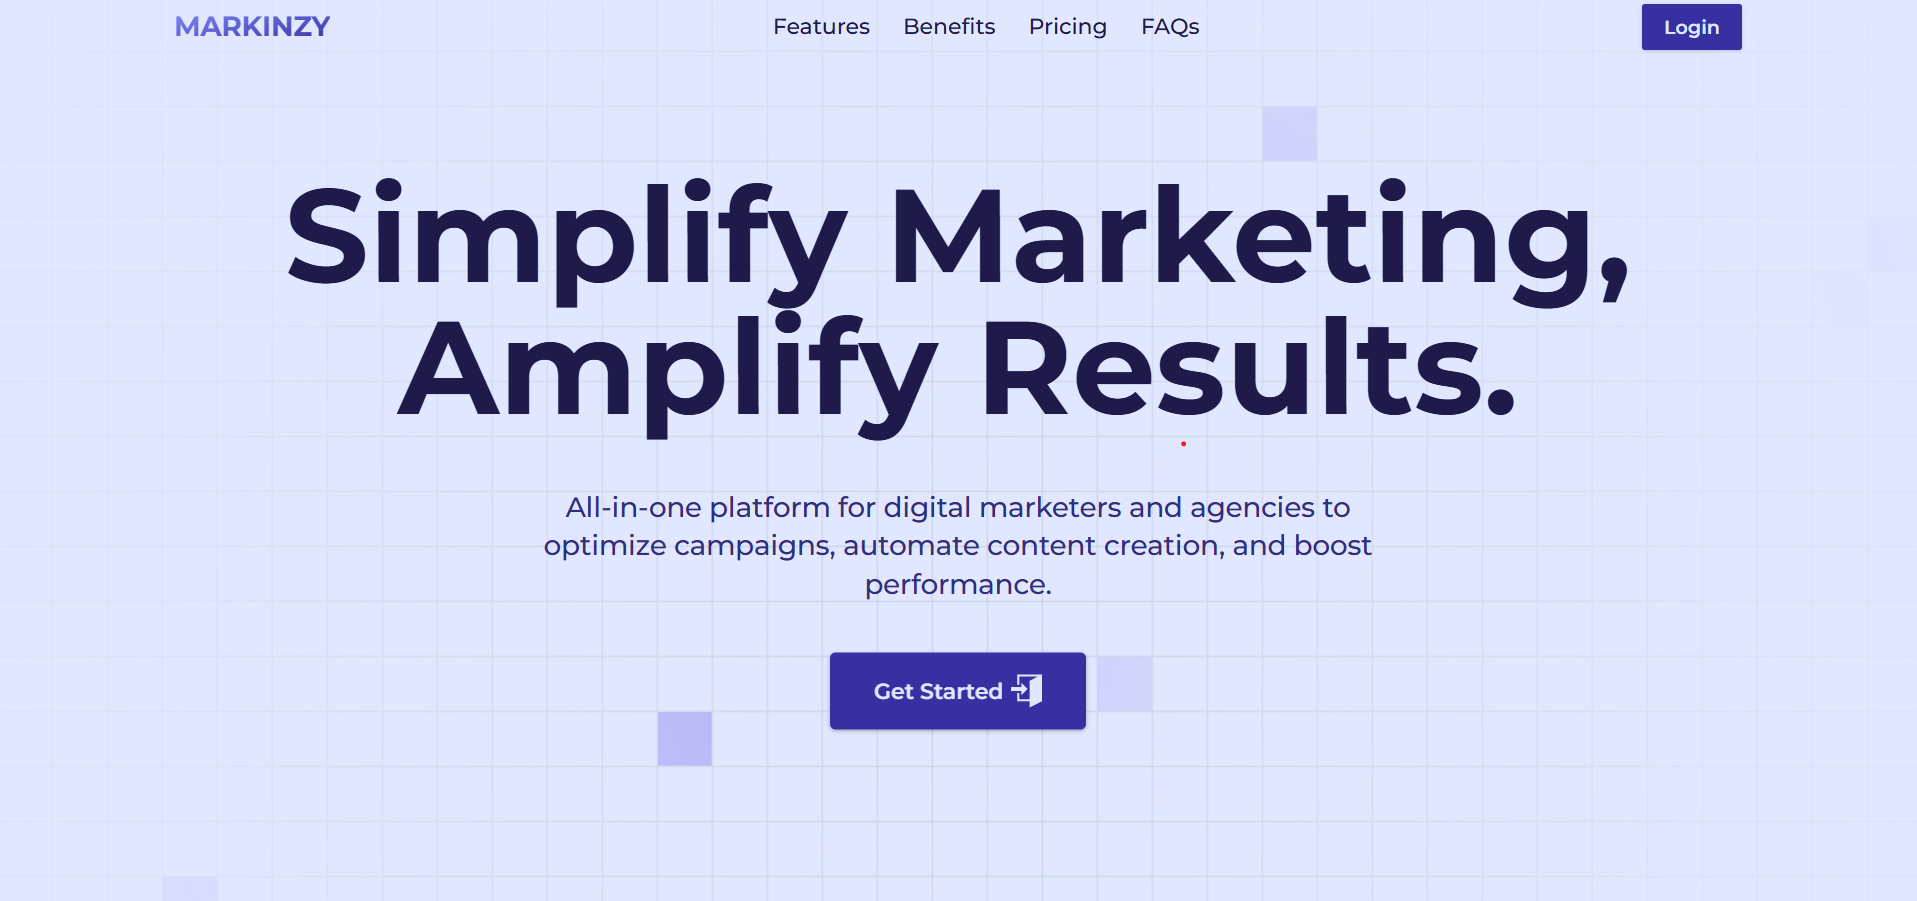 MARKINZY
Features Benefits Pricing FAQs
Login
Simplify Marketing,
Amplify Results.
All-in-one platform for digital marketers and agencies to
optimize campaigns, automate content creation, and boost
performance.
Get Started